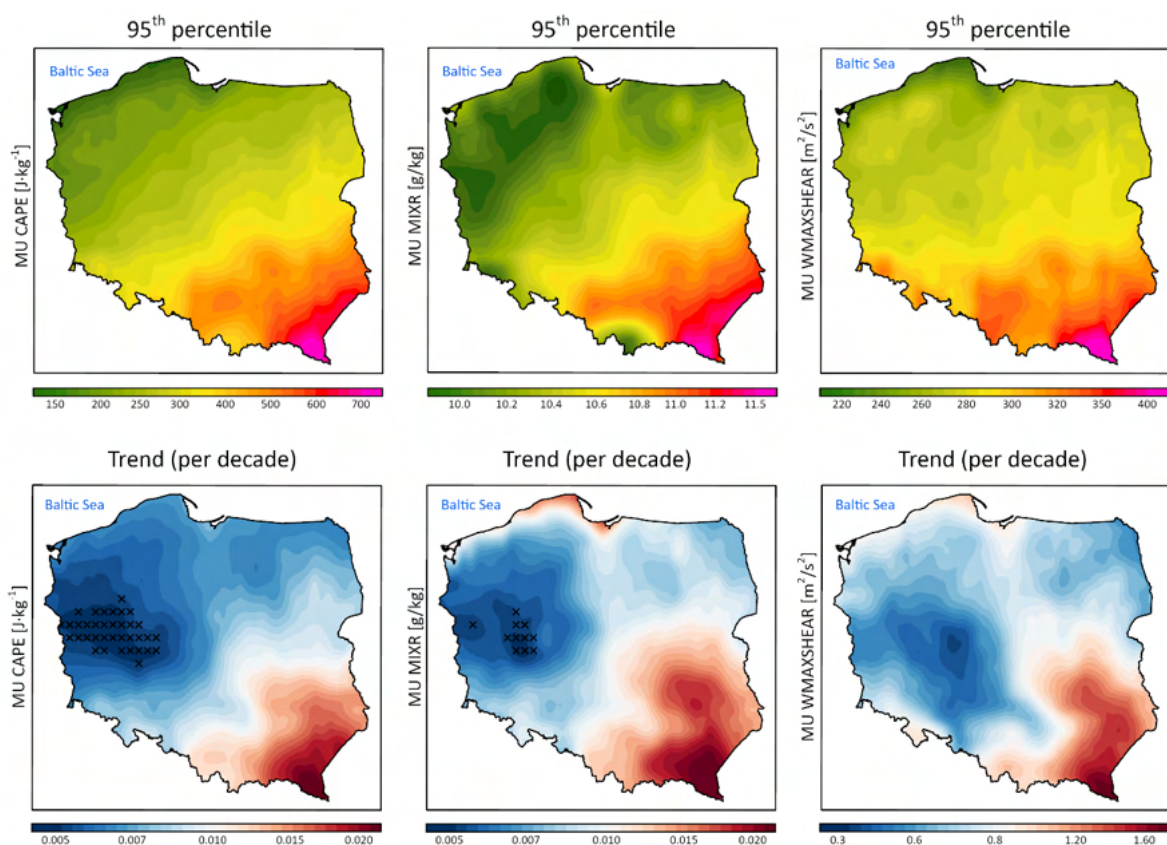 95th percentile
95th percentile
95th percentile
Baltic Sea
Baltic Sea
Baltic Sea
MU CAPE [J·kg-1]
MU MIXR [g/kg]
MU WMAXSHEAR [m2/s2]
150 200 300 400 500 600 700
10.0 10.2 10.4 10.6 10.8 11.0 11.2 11.5
220 240 260 280 300 320 350 400
Trend (per decade)
Trend (per decade)
Trend (per decade)
Baltic Sea
Baltic Sea
Baltic Sea
MU CAPE [J·kg-1]
MU MIXR [g/kg]
MU WMAXSHEAR [m2/s2]
0.005 0.007 0.010 0.015 0.020
0.005 0.007 0.010 0.015 0.020
0.3 0.6 0.8 1.20 1.60